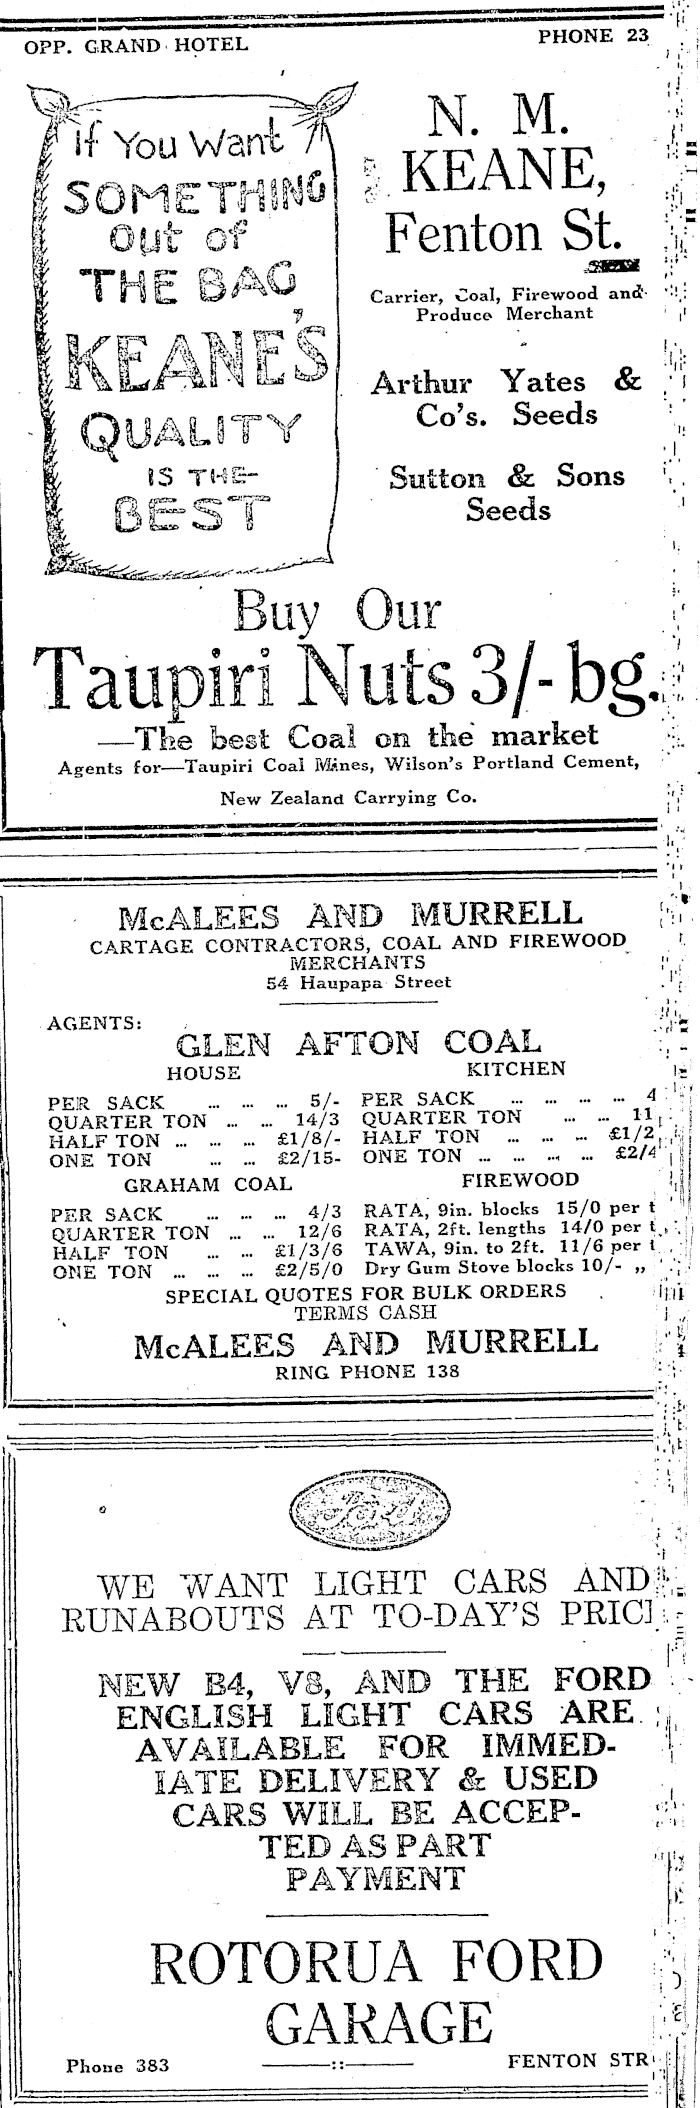 OPP. GRAND HOTEL PHONE 23
If You Want
SOMETHING
Out of
THE BAG
KEANE'S
QUALITY
IS THE
BEST
N. M.
KEANE,
Fenton St.
Carrier, Coal, Firewood and
Produce Merchant
Arthur Yates &
Co's. Seeds
Sutton & Sons
Seeds
Buy Our
Taupiri Nuts 3/- bg.
—The best Coal on the market
Agents for—Taupiri Coal Mines, Wilson's Portland Cement,
New Zealand Carrying Co.
McALEES AND MURRELL
CARTAGE CONTRACTORS, COAL AND FIREWOOD
MERCHANTS
54 Haupapa Street
AGENTS:
GLEN AFTON COAL
HOUSE KITCHEN
PER SACK ... ... ... 5/- PER SACK ... ... ... ... 4
QUARTER TON ... ... 14/3 QUARTER TON ... ... 11
HALF TON ... ... ... £1/8/- HALF TON ... ... ... £1/2
ONE TON ... ... £2/15- ONE TON ... ... ... ... £2/4
GRAHAM COAL FIREWOOD
PER SACK ... ... ... 4/3 RATA, 9in. blocks 15/0 per t
QUARTER TON ... ... 12/6 RATA, 2ft. lengths 14/0 per t
HALF TON ... ... £1/3/6 TAWA, 9in. to 2ft. 11/6 per t
ONE TON ... ... ... £2/5/0 Dry Gum Stove blocks 10/- „
SPECIAL QUOTES FOR BULK ORDERS
TERMS CASH
McALEES AND MURRELL
RING PHONE 138
Ford
WE WANT LIGHT CARS AND
RUNABOUTS AT TO-DAY'S PRIC
NEW B4, V8, AND THE FORD
ENGLISH LIGHT CARS ARE
AVAILABLE FOR IMMED-
IATE DELIVERY & USED
CARS WILL BE ACCEP-
TED AS PART
PAYMENT
ROTORUA FORD
GARAGE
Phone 383 ——::—— FENTON STR